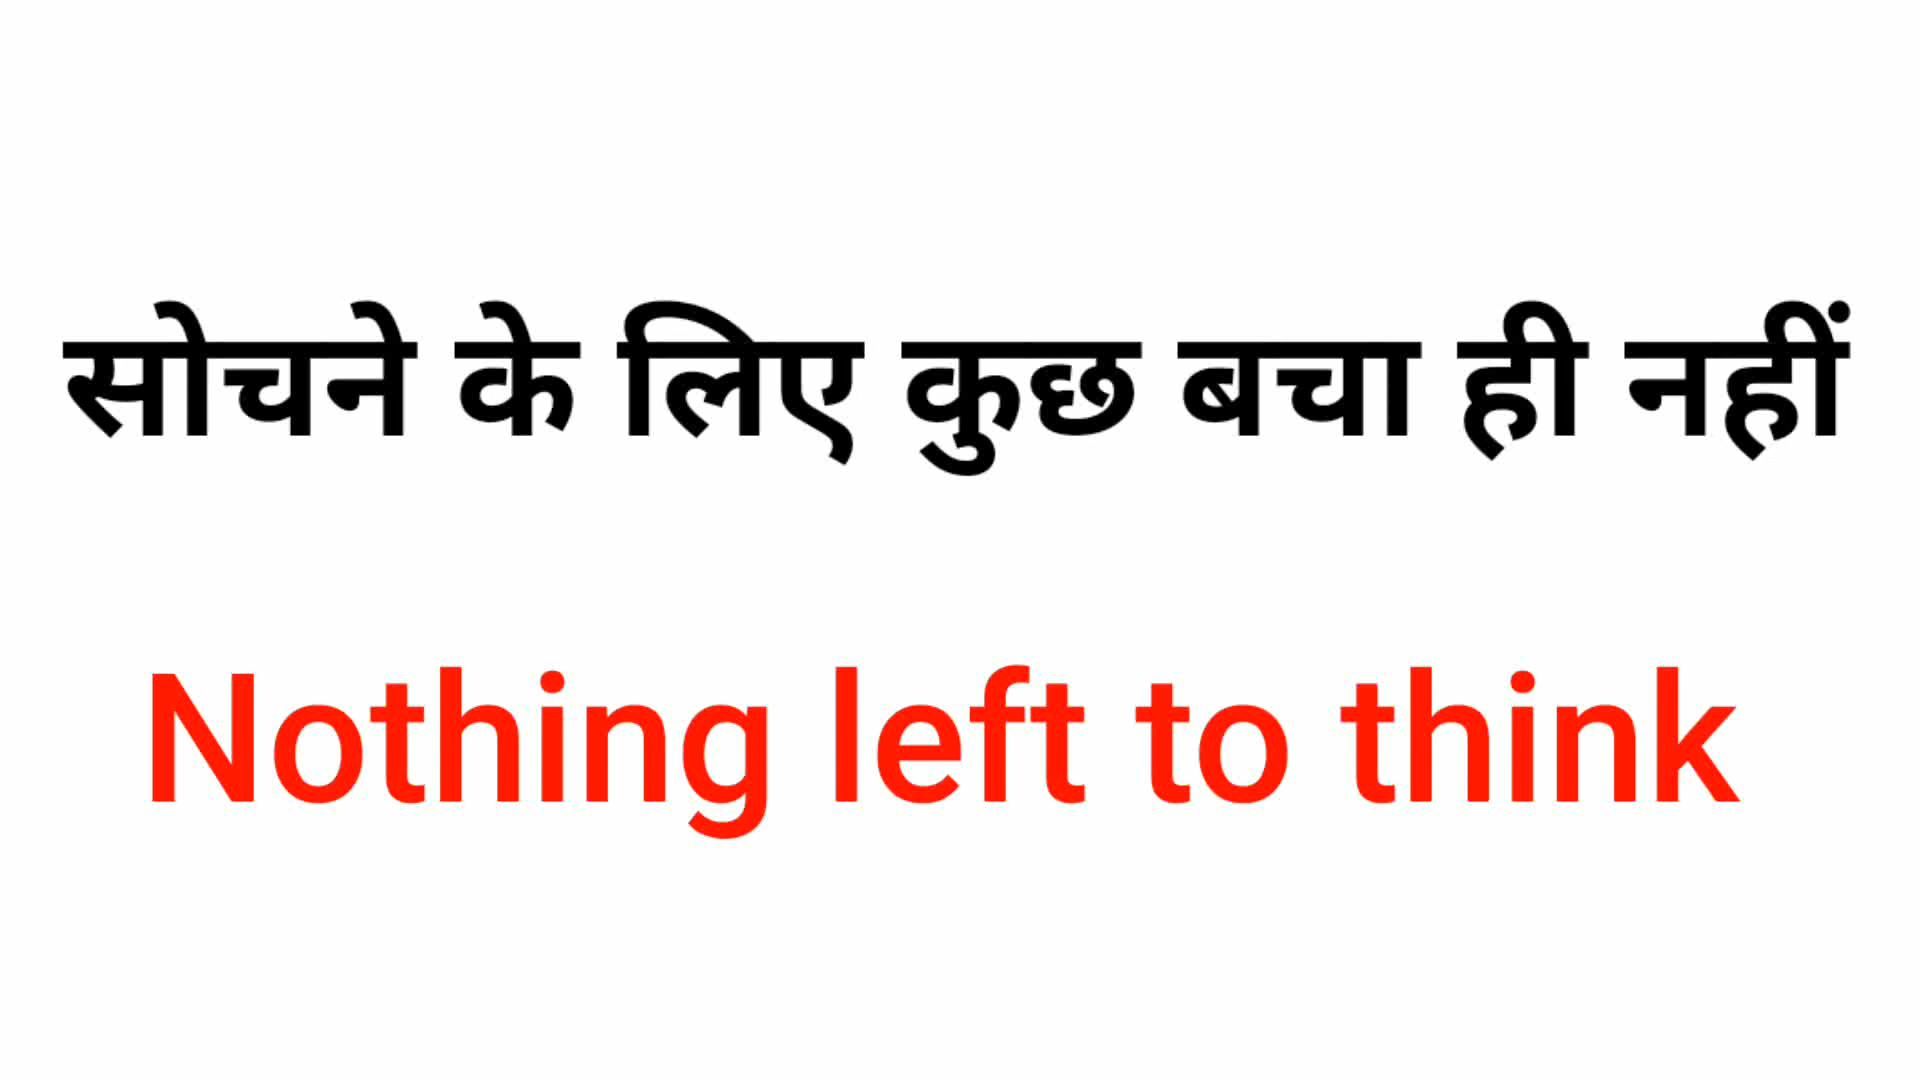 सोचने के लिए कुछ बचा ही नहीं
Nothing left to think